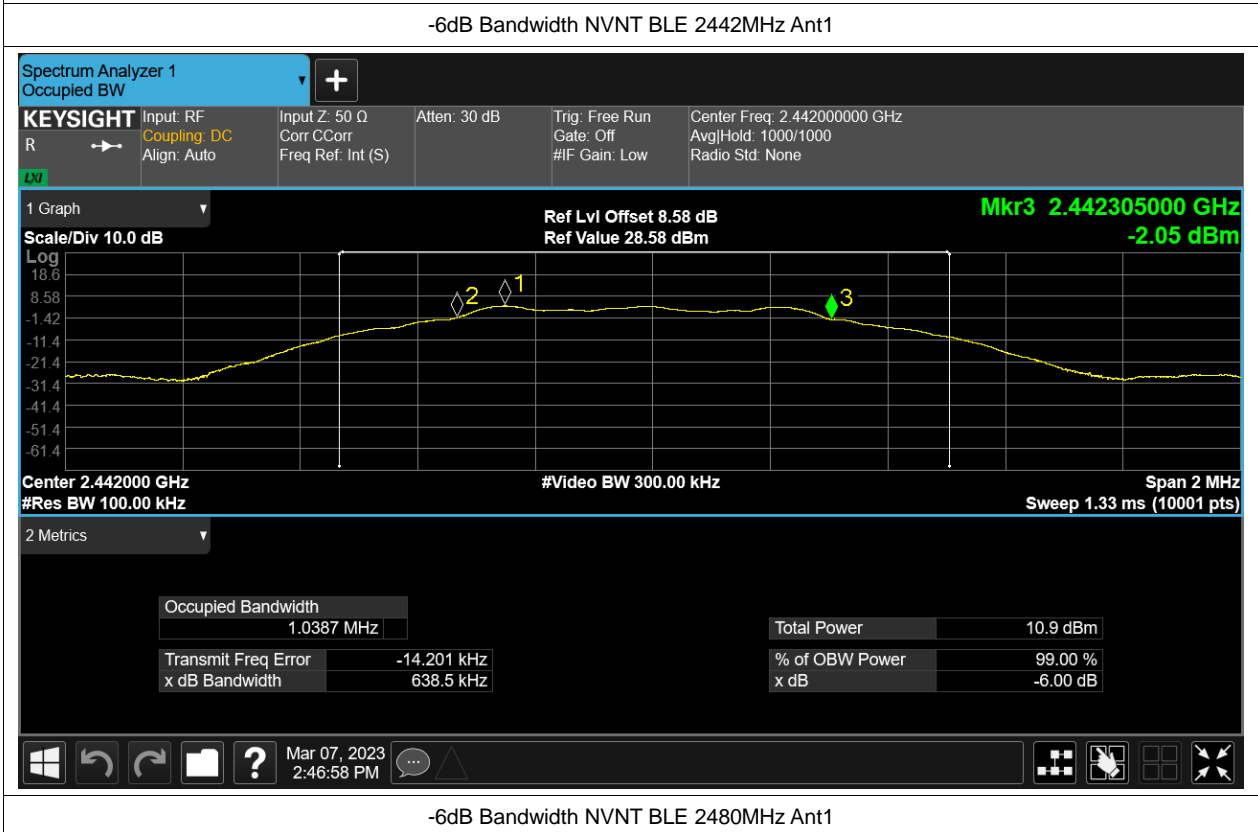 -6dB Bandwidth NVNT BLE 2442MHz Ant1
Spectrum Analyzer 1
Occupied BW
KEYSIGHT
R
LXI
Input: RF
Coupling: DC
Align: Auto
Input Z: 50 Ω
Corr CCorr
Freq Ref: Int (S)
Atten: 30 dB
Trig: Free Run
Gate: Off
#IF Gain: Low
Center Freq: 2.442000000 GHz
Avg|Hold: 1000/1000
Radio Std: None
1 Graph
Scale/Div 10.0 dB
Ref Lvl Offset 8.58 dB
Ref Value 28.58 dBm
Mkr3 2.442305000 GHz
-2.05 dBm
Log
18.6
8.58
-1.42
-11.4
-21.4
-31.4
-41.4
-51.4
-61.4
2
1
3
Center 2.442000 GHz
#Res BW 100.00 kHz
#Video BW 300.00 kHz
Span 2 MHz
Sweep 1.33 ms (10001 pts)
2 Metrics
Occupied Bandwidth
1.0387 MHz
Transmit Freq Error -14.201 kHz
x dB Bandwidth 638.5 kHz
Total Power 10.9 dBm
% of OBW Power 99.00 %
x dB -6.00 dB
Mar 07, 2023
2:46:58 PM
-6dB Bandwidth NVNT BLE 2480MHz Ant1